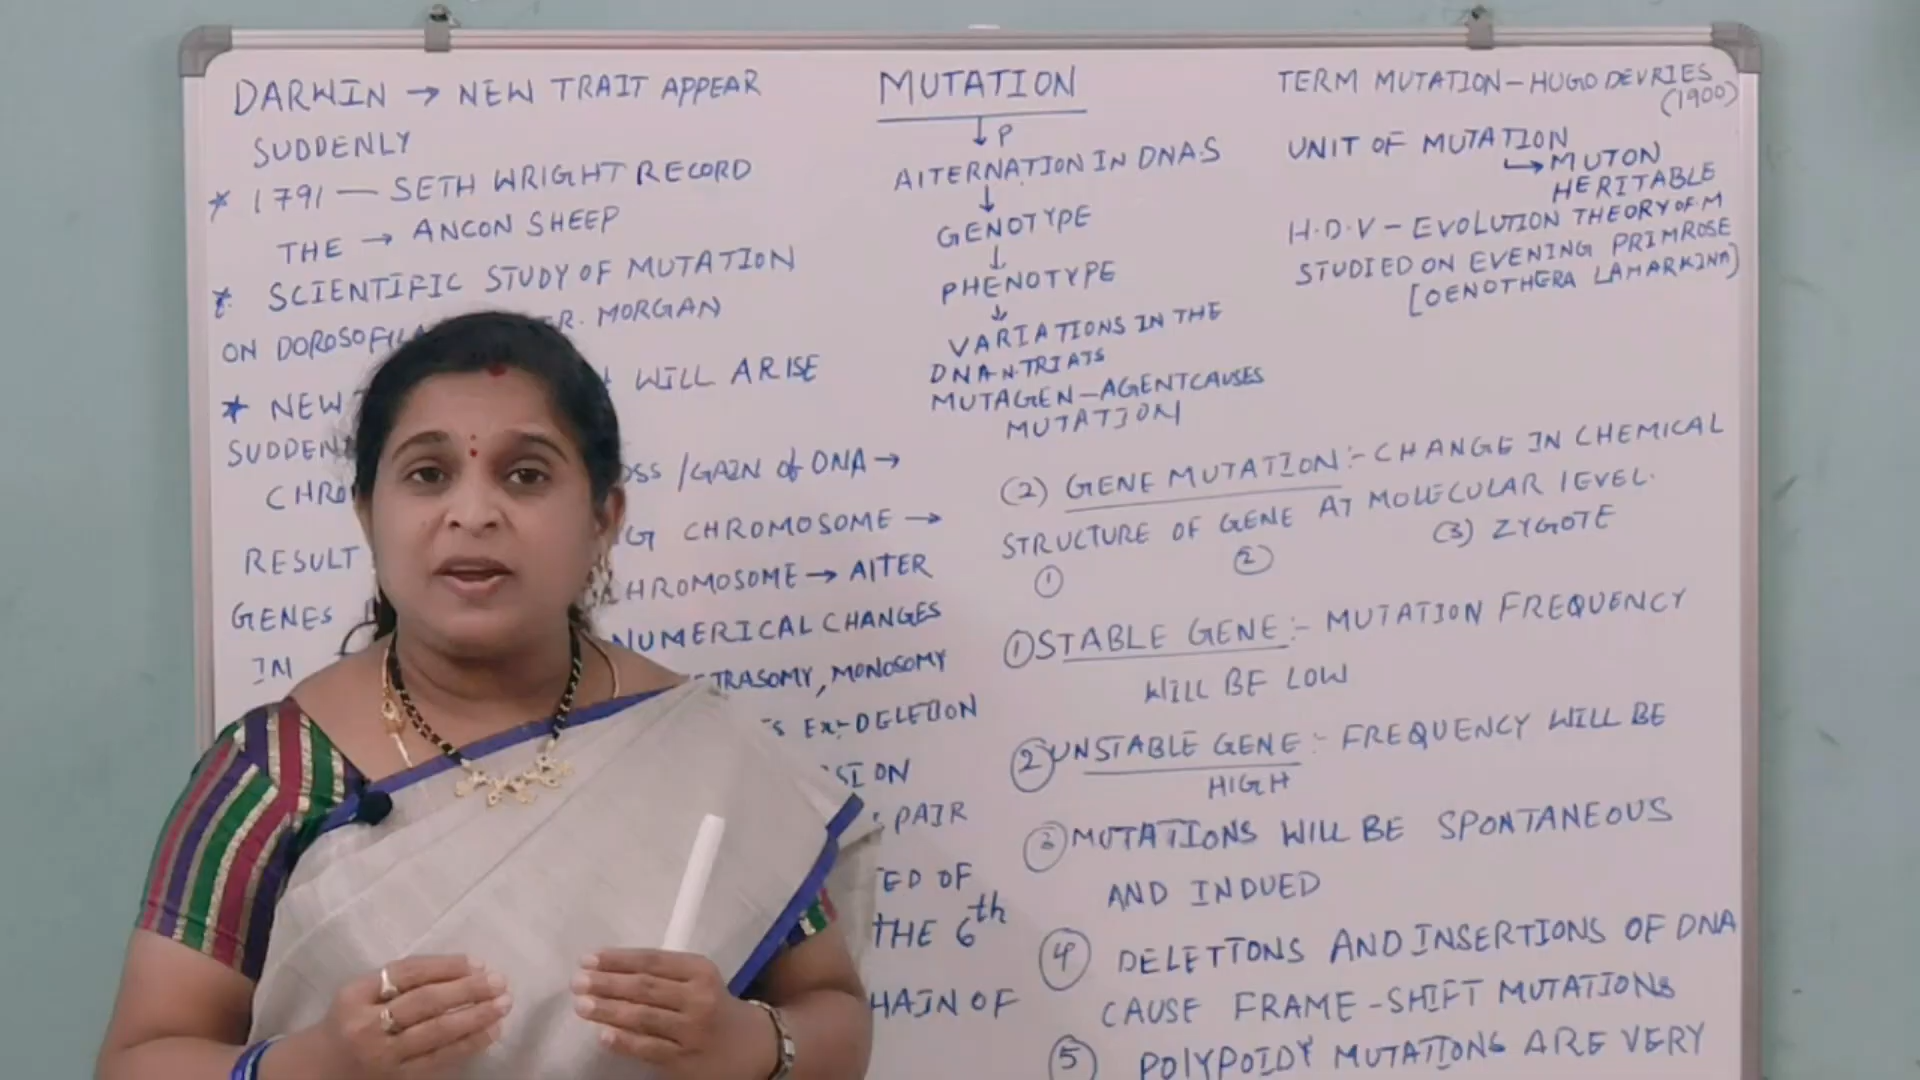 DARWIN → NEW TRAIT APPEAR
SUDDENLY
* 1791 — SETH WRIGHT RECORD
THE → ANCON SHEEP
* SCIENTIFIC STUDY OF MUTATION
ON R. MORGAN
* NEW WILL ARISE
/GAIN of DNA →
CHROMOSOME →
RESULT
CHROMOSOME → AlTER
GENES
NUMERICAL CHANGES
IN
MONOSOMY
Ex:- DELETION
PAIR
OF
THE 6th
OF
MUTATION
↓ P
AlTERNATION IN DNA.S
↓
GENOTYPE
↓
PHENOTYPE
↓
VARIATIONS IN THE
DNA N.TRIATS
MUTAGEN — AGENT CAUSES
MUTATION
TERM MUTATION — HUGO DEVRIES
(1900)
UNIT OF MUTATION
↳ MUTON
HERITABLE
H.D.V — EVOLUTION THEORY OF M
STUDIED ON EVENING PRIMROSE
[OENOTHERA LAMARKINA]
(2) GENE MUTATION :- CHANGE IN CHEMICAL
STRUCTURE OF GENE AT MOLECULAR lEVEL.
① ② (3) ZYGOTE
① STABLE GENE :- MUTATION FREQUENCY
WILL BE LOW
② UNSTABLE GENE :- FREQUENCY WILL BE
HIGH
③ MUTATIONS WILL BE SPONTANEOUS
AND INDUED
④ DELETTONS AND INSERTIONS OF DNA
CAUSE FRAME-SHIFT MUTATIONS
⑤ POlYPOIDY MUTATIONS ARE VERY